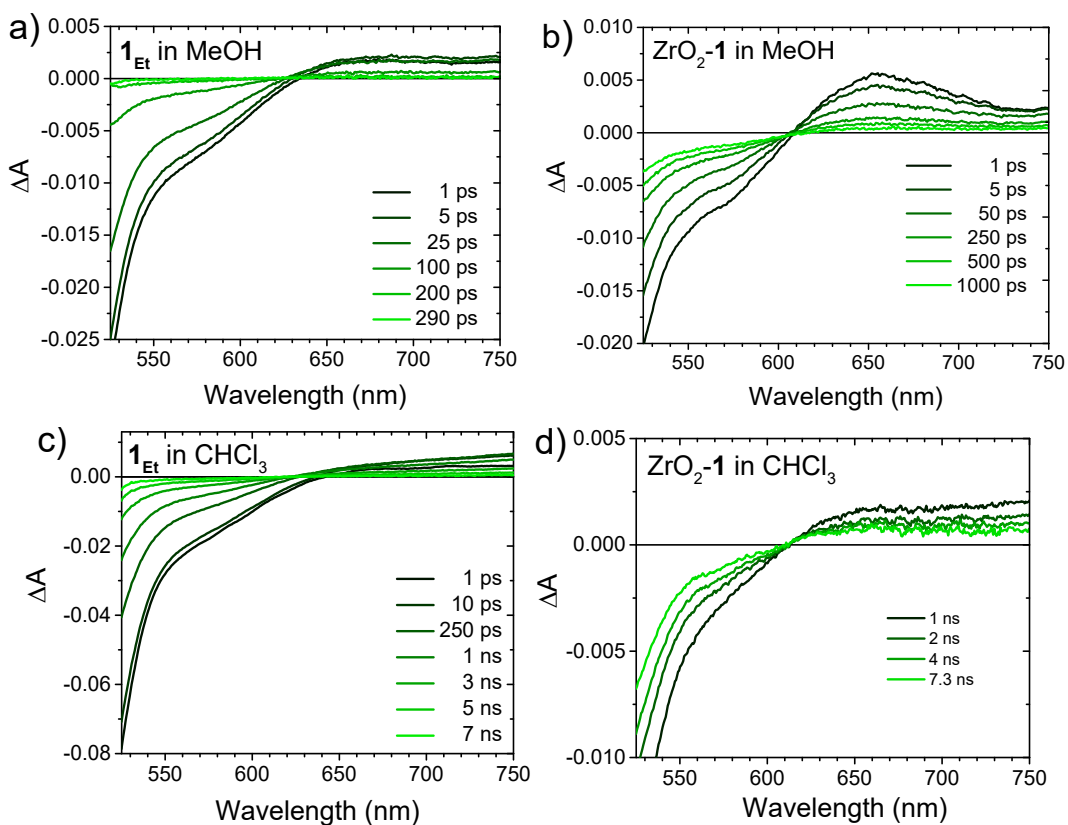 a)
1Et in MeOH
0.005
0.000
-0.005
-0.010
-0.015
-0.020
-0.025
ΔA
1 ps
5 ps
25 ps
100 ps
200 ps
290 ps
550 600 650 700 750
Wavelength (nm)
b)
ZrO2-1 in MeOH
0.010
0.005
0.000
-0.005
-0.010
-0.015
-0.020
ΔA
1 ps
5 ps
50 ps
250 ps
500 ps
1000 ps
550 600 650 700 750
Wavelength (nm)
c)
1Et in CHCl3
0.00
-0.02
-0.04
-0.06
-0.08
ΔA
1 ps
10 ps
250 ps
1 ns
3 ns
5 ns
7 ns
550 600 650 700 750
Wavelength (nm)
d)
ZrO2-1 in CHCl3
0.005
0.000
-0.005
-0.010
ΔA
1 ns
2 ns
4 ns
7.3 ns
550 600 650 700 750
Wavelength (nm)